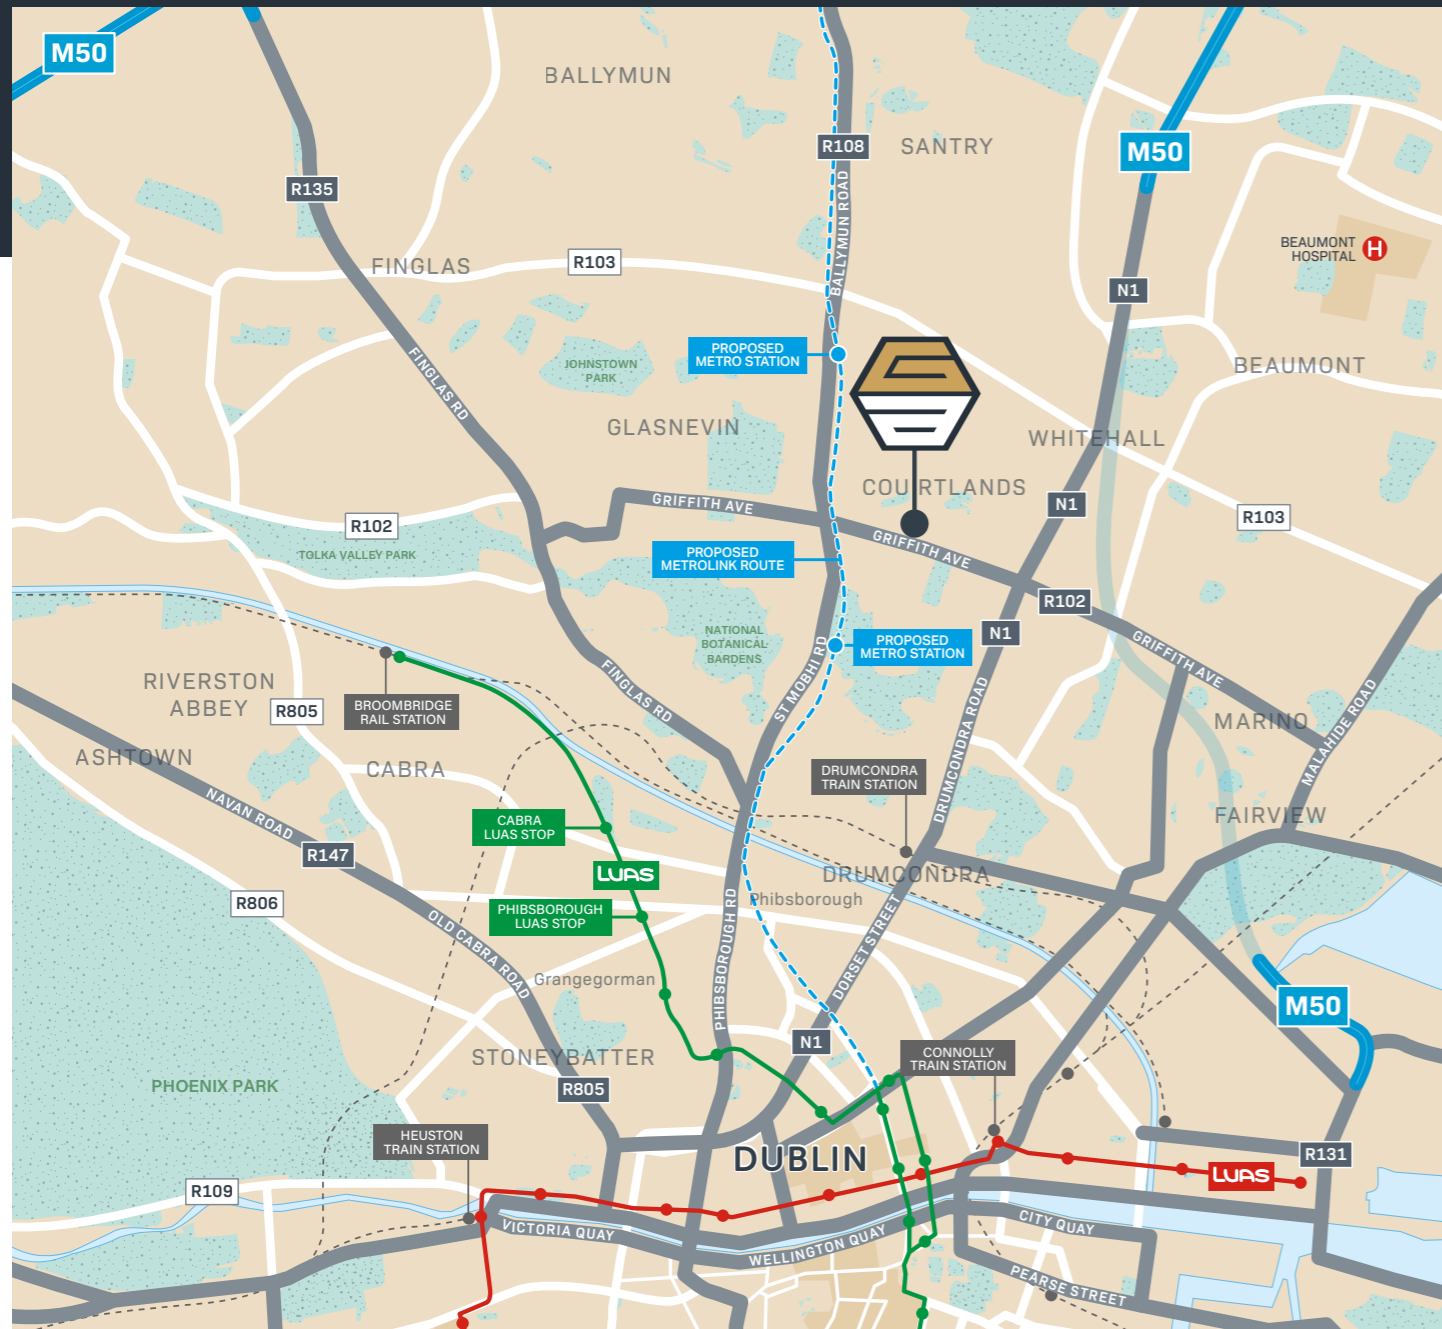 M50
BALLYMUN
R108
SANTRY
M50
R135
BALLYMUN ROAD
BEAUMONT
HOSPITAL
H
FINGLAS
R103
N1
PROPOSED
METRO STATION
FINGLAS RD
JOHNSTOWN
PARK
BEAUMONT
GLASNEVIN
WHITEHALL
COURTLANDS
GRIFFITH AVE
N1
R103
R102
TOLKA VALLEY PARK
PROPOSED
METROLINK ROUTE
GRIFFITH AVE
R102
NATIONAL
BOTANICAL
BARDENS
PROPOSED
METRO STATION
N1
GRIFFITH AVE
RIVERSTON
ABBEY
R805
BROOMBRIDGE
RAIL STATION
FINGLAS RD
ST MOBHI RD
DRUMCONDRA ROAD
MARINO
MALAHIDE ROAD
ASHTOWN
CABRA
DRUMCONDRA
TRAIN STATION
NAVAN ROAD
CABRA
LUAS STOP
FAIRVIEW
R147
LUAS
DRUMCONDRA
R806
PHIBSBOROUGH
LUAS STOP
Phibsborough
OLD CABRA ROAD
PHIBSBOROUGH RD
DORSET STREET
Grangegorman
M50
STONEYBATTER
N1
CONNOLLY
TRAIN STATION
PHOENIX PARK
R805
HEUSTON
TRAIN STATION
DUBLIN
R131
R109
LUAS
VICTORIA QUAY
WELLINGTON QUAY
CITY QUAY
PEARSE STREET